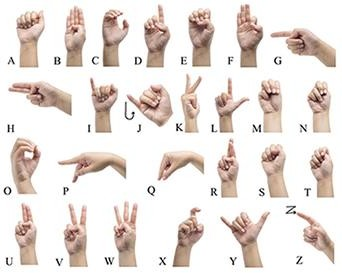 A B C D E F G
H I J K L M N
O P Q R S T
U V W X Y Z